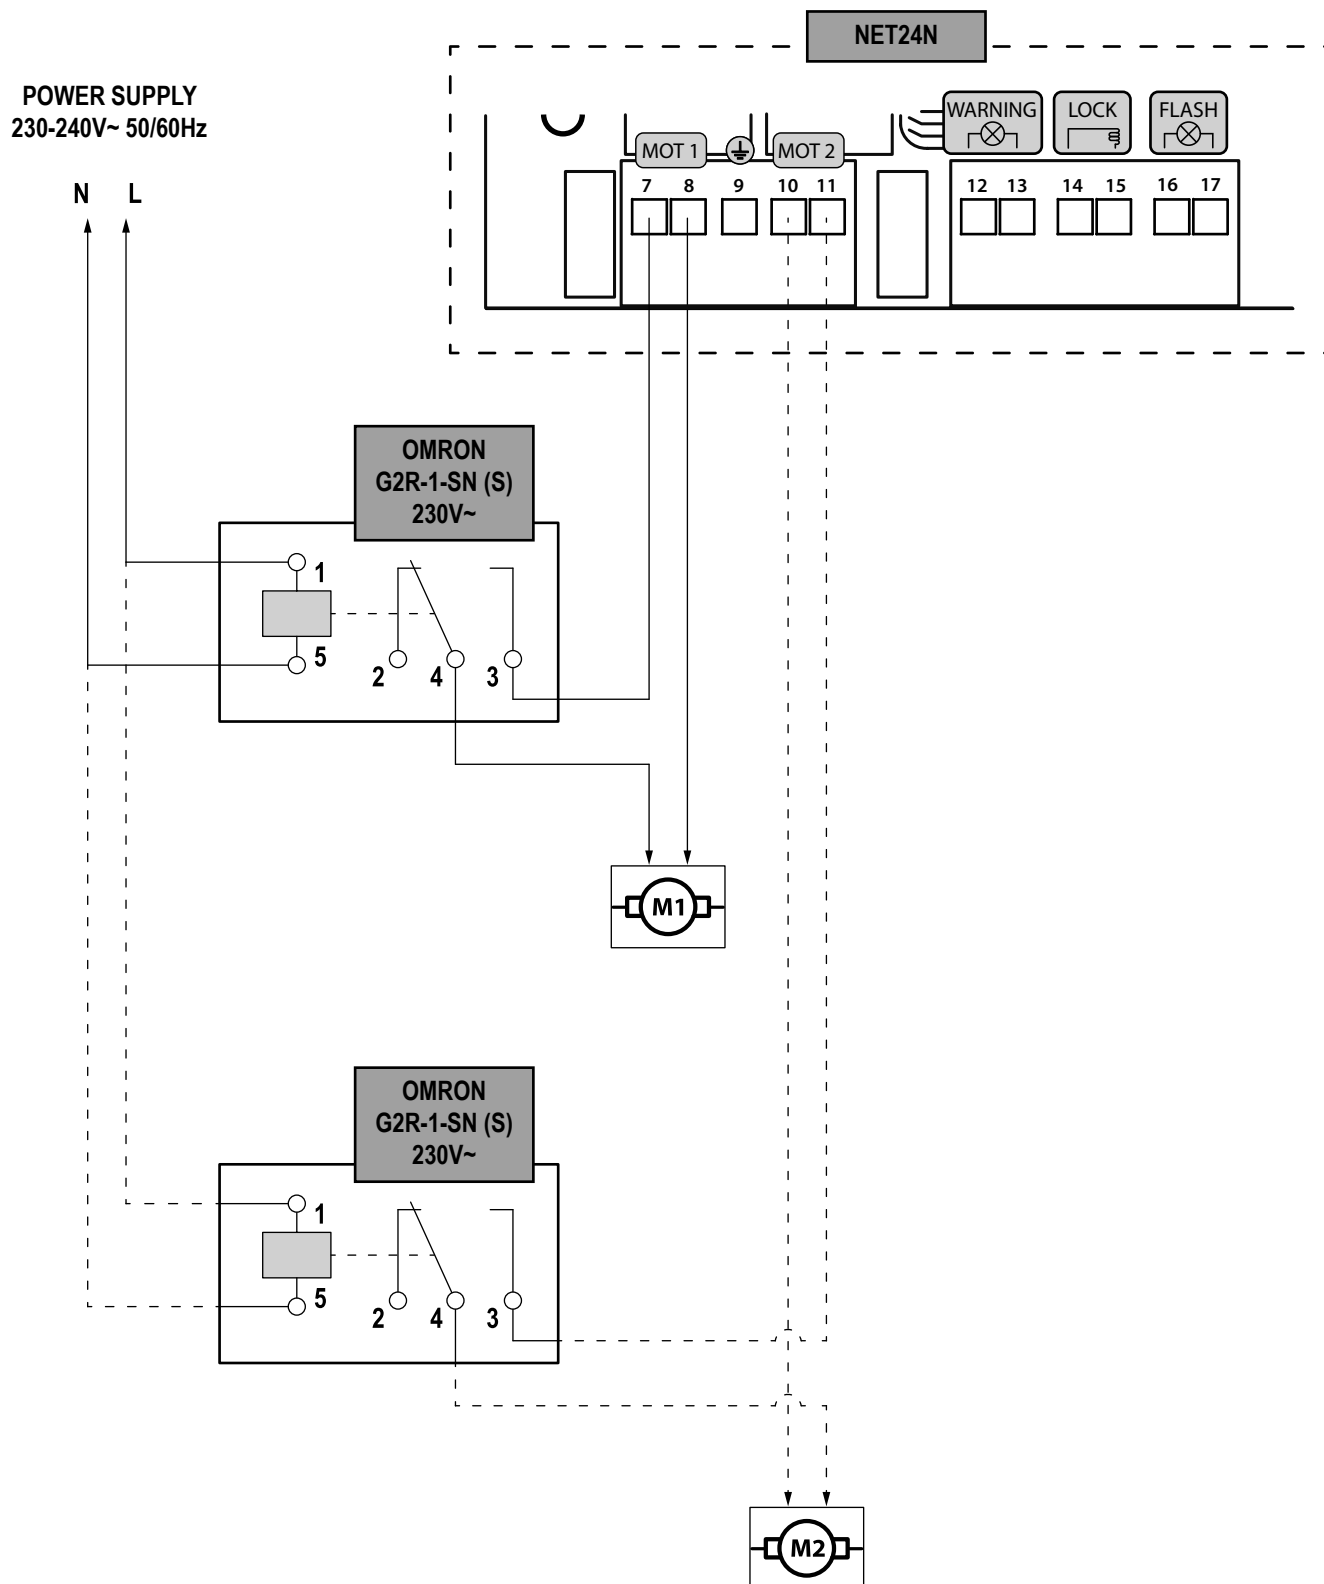 NET24N
POWER SUPPLY
230-240V~ 50/60Hz
N L
WARNING LOCK FLASH
MOT 1 MOT 2
7 8 9 10 11 12 13 14 15 16 17
OMRON
G2R-1-SN (S)
230V~
1
5
2 4 3
M1
OMRON
G2R-1-SN (S)
230V~
1
5
2 4 3
M2